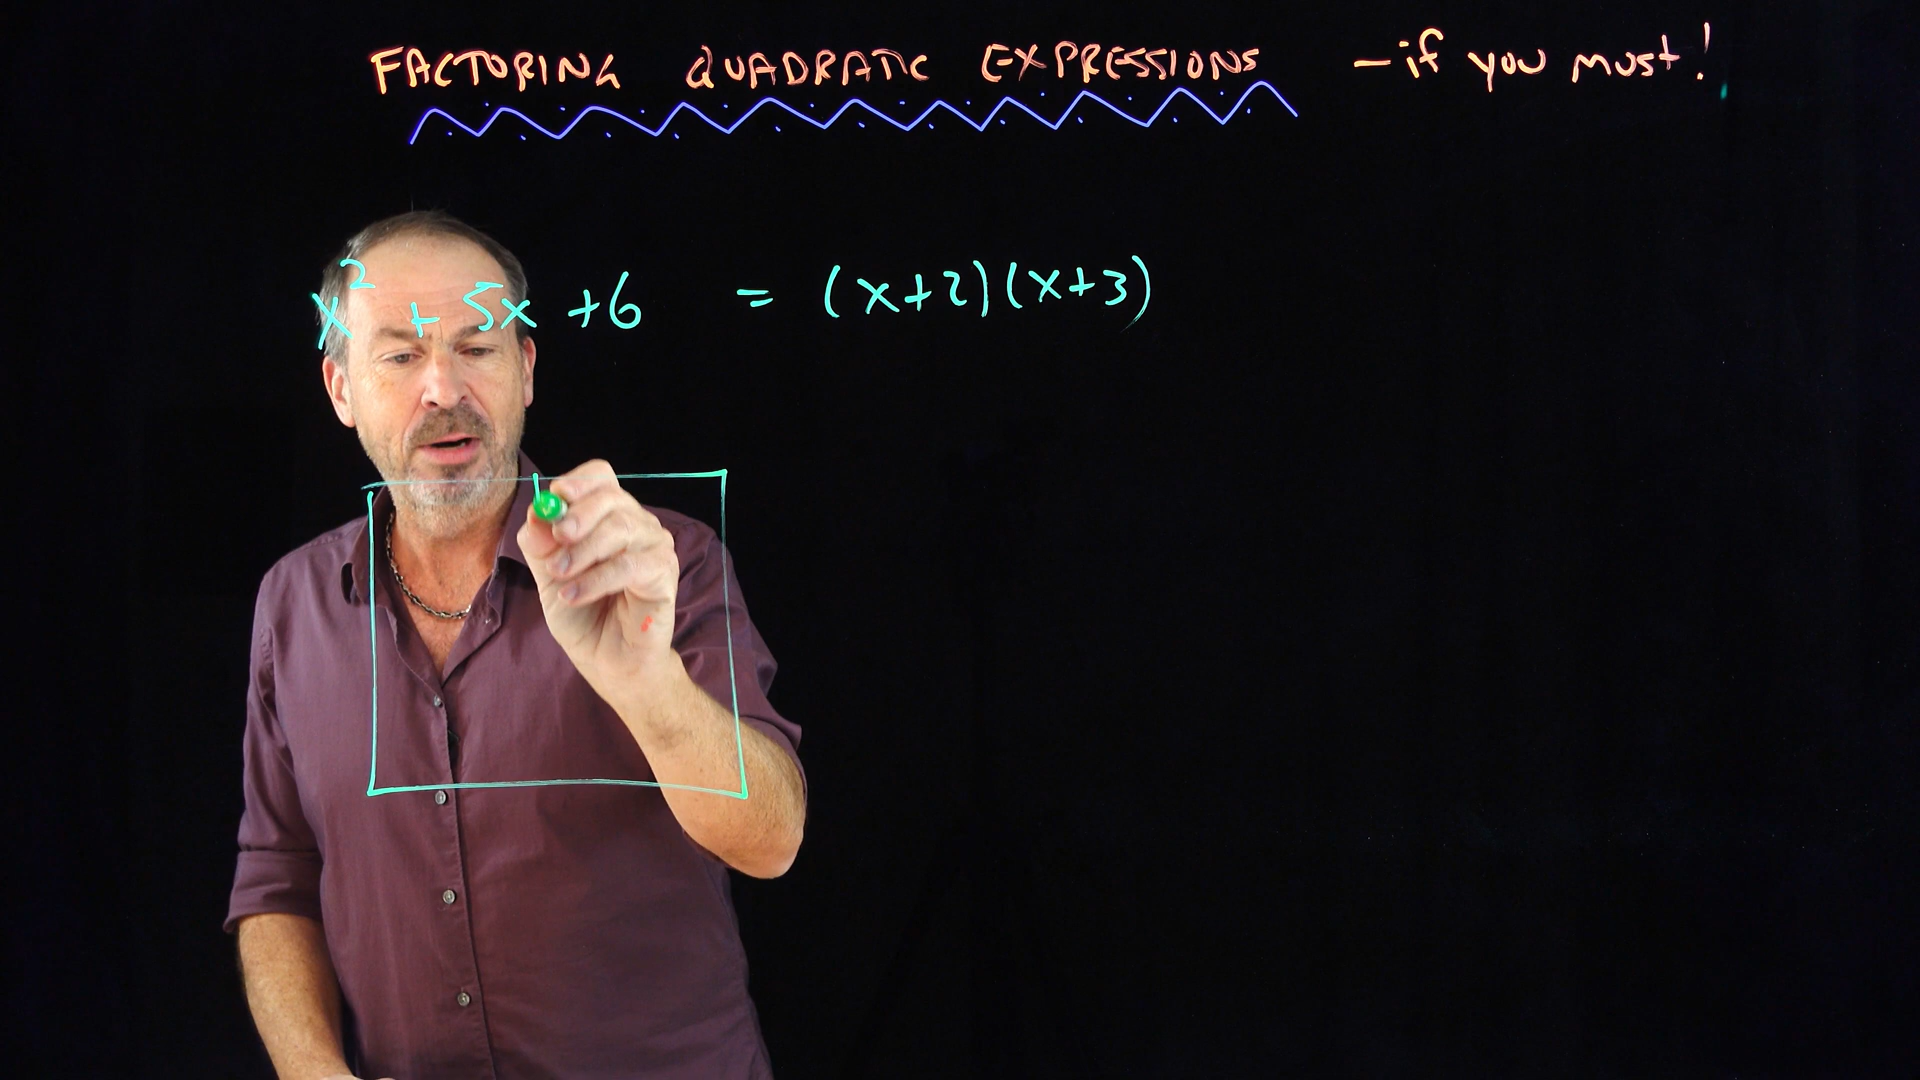 FACTORING QUADRATIC EXPRESSIONS – if you must!
x² + 5x + 6 = (x+2)(x+3)